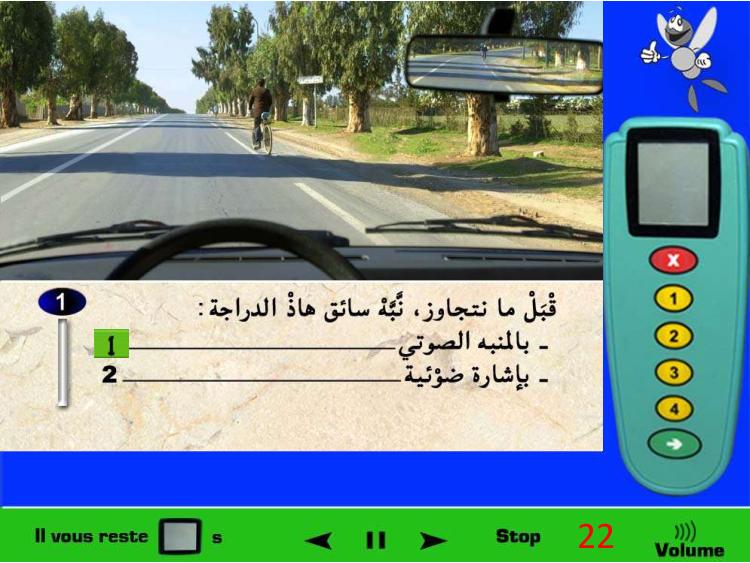 1
قْبَلْ ما نتجاوز، نَّبَّهْ سائق هاذْ الدراجة:
ـ بالمنبه الصوتي 1
ـ بإشارة ضوْئية 2
X
1
2
3
4
Il vous reste s Stop 22 Volume